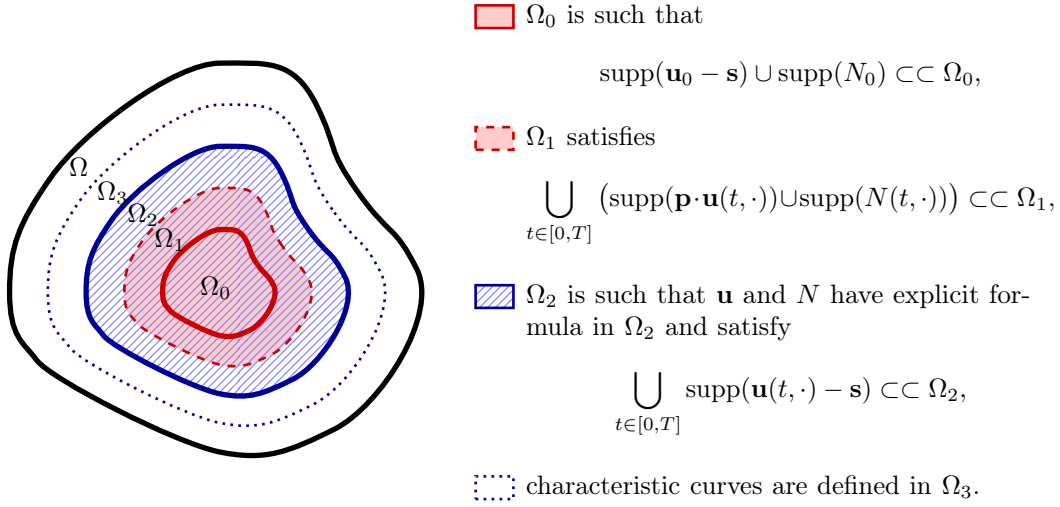 Ω
Ω₃
Ω₂
Ω₁
Ω₀
Ω₀ is such that
supp(𝐮₀ − 𝐬) ∪ supp(N₀) ⊂⊂ Ω₀,
Ω₁ satisfies
⋃ (supp(𝐩·𝐮(t, ·))∪supp(N(t, ·))) ⊂⊂ Ω₁,
t∈[0,T]
Ω₂ is such that 𝐮 and N have explicit for-
mula in Ω₂ and satisfy
⋃ supp(𝐮(t, ·) − 𝐬) ⊂⊂ Ω₂,
t∈[0,T]
characteristic curves are defined in Ω₃.